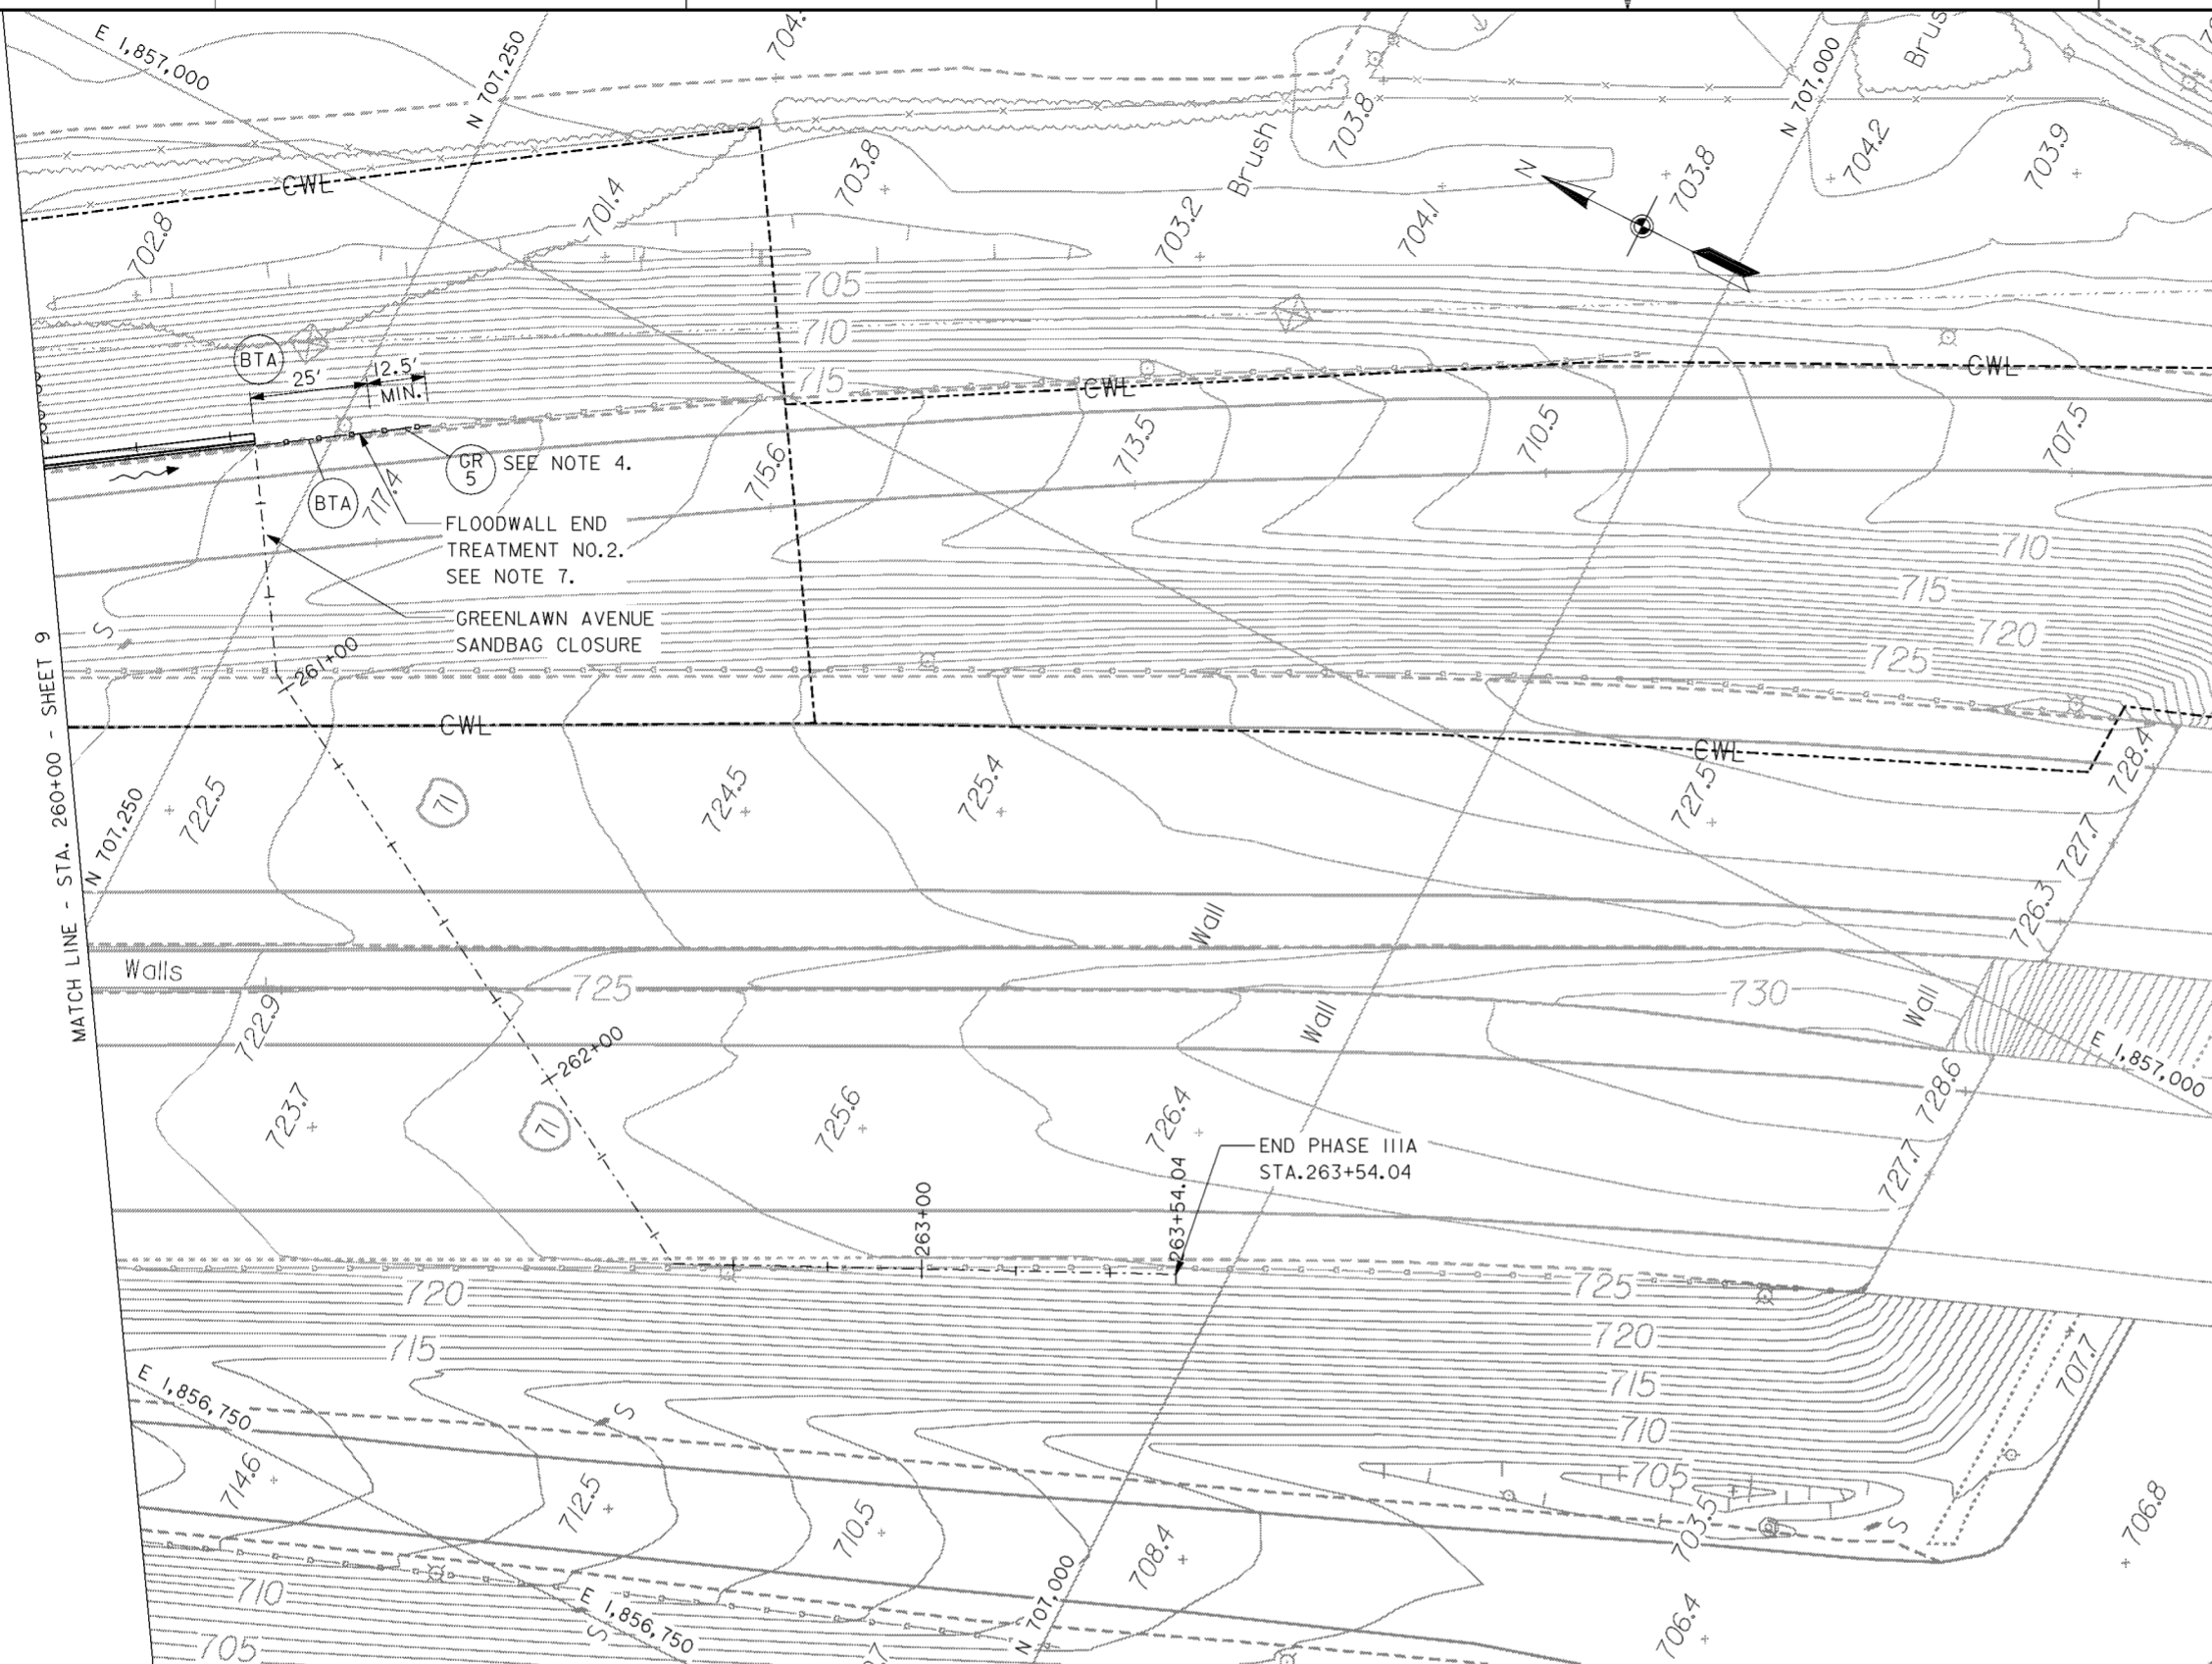 E 1,857,000
N 707,250
704.
Brus
N 707,000
703.8
Brush
703.8
704.2
703.9
N
703.8
CWL
701.4
702.8
703.2
704.1
705
710
BTA
25'
12.5'
MIN.
715
CWL
CWL
715.6
713.5
710.5
707.5
GR
5
SEE NOTE 4.
BTA
717.4
FLOODWALL END
TREATMENT NO.2.
SEE NOTE 7.
710
715
GREENLAWN AVENUE
SANDBAG CLOSURE
720
725
S
261+00
MATCH LINE - STA. 260+00 - SHEET 9
CWL
CWL
728.4
N 707,250
722.5
71
724.5
725.4
727.5
727.7
726.3
Wall
Walls
725
730
Wall
Wall
722.9
262+00
E 1,857,000
723.7
71
725.6
726.4
728.6
END PHASE IIIA
STA.263+54.04
727.7
263+00
263+54.04
720
725
715
720
E 1,856,750
715
707.7
S
710
714.6
712.5
710.5
708.4
705
703.5
S
706.8
710
E 1,856,750
S
N 707,000
706.4
705